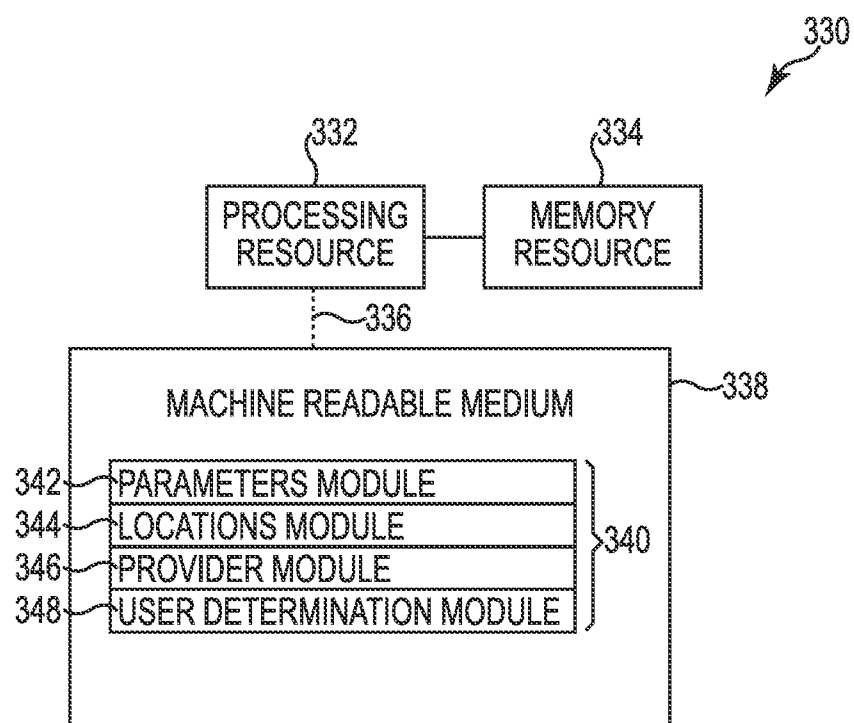 330
332
334
PROCESSING
RESOURCE
MEMORY
RESOURCE
336
338
MACHINE READABLE MEDIUM
342 PARAMETERS MODULE
344 LOCATIONS MODULE
340
346 PROVIDER MODULE
348 USER DETERMINATION MODULE